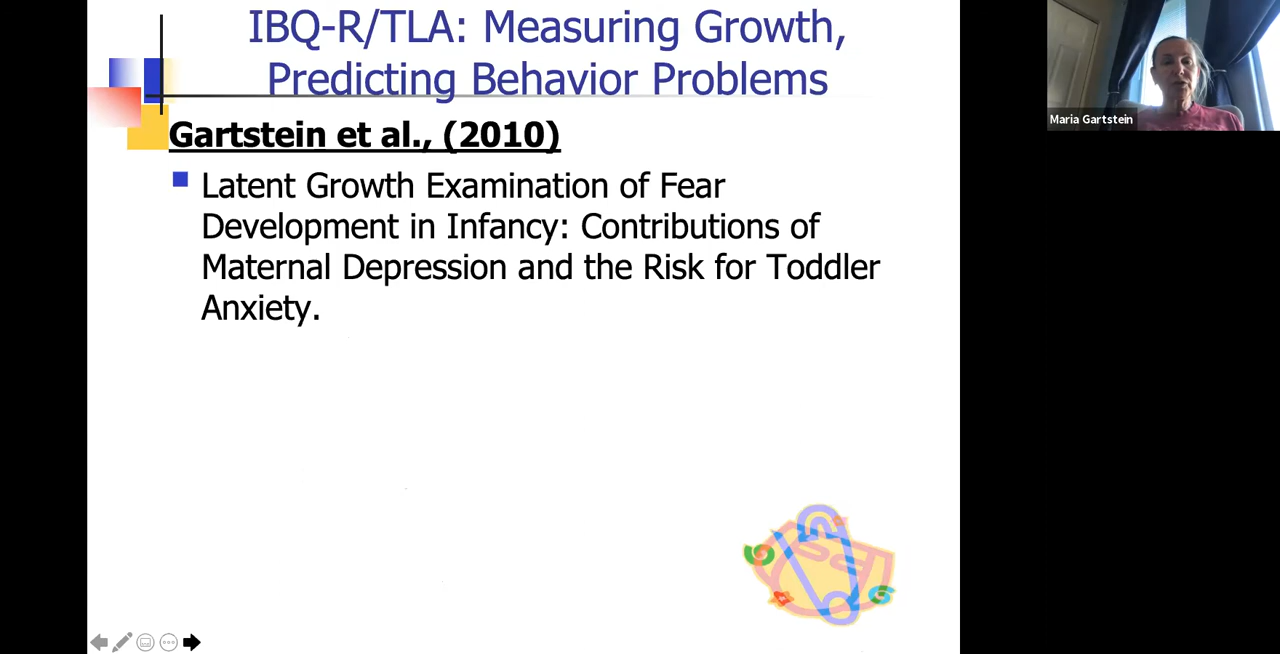 IBQ-R/TLA: Measuring Growth,
Predicting Behavior Problems
Gartstein et al., (2010)
Latent Growth Examination of Fear
Development in Infancy: Contributions of
Maternal Depression and the Risk for Toddler
Anxiety.
Maria Gartstein